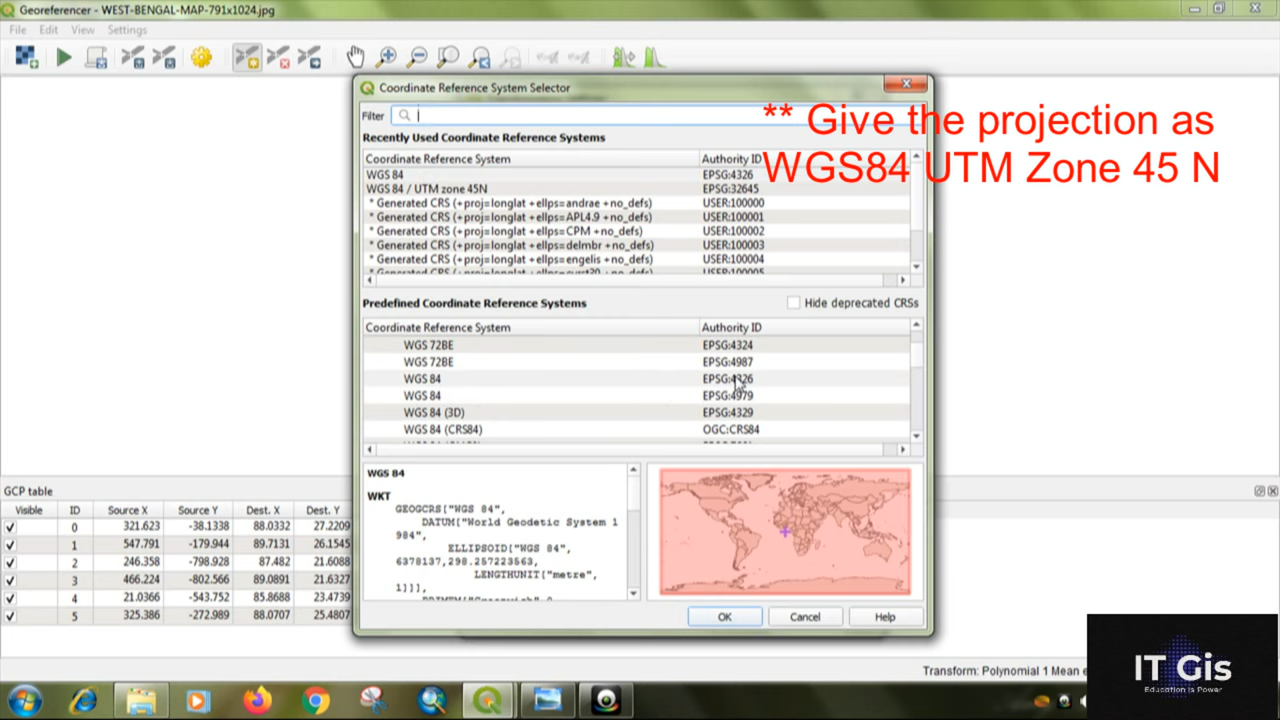 Georeferencer - WEST-BENGAL-MAP-791x1024.jpg
File Edit View Settings
Coordinate Reference System Selector
Filter
** Give the projection as
WGS84 UTM Zone 45 N
Recently Used Coordinate Reference Systems
Coordinate Reference System Authority ID
WGS 84 EPSG:4326
WGS 84 / UTM zone 45N EPSG:32645
* Generated CRS (+proj=longlat +ellps=andrae +no_defs) USER:100000
* Generated CRS (+proj=longlat +ellps=APL4.9 +no_defs) USER:100001
* Generated CRS (+proj=longlat +ellps=CPM +no_defs) USER:100002
* Generated CRS (+proj=longlat +ellps=delmbr +no_defs) USER:100003
* Generated CRS (+proj=longlat +ellps=engelis +no_defs) USER:100004
* Generated CRS (+proj=longlat +no_defs) USER:100005
Predefined Coordinate Reference Systems
Hide deprecated CRSs
Coordinate Reference System Authority ID
WGS 72BE EPSG:4324
WGS 72BE EPSG:4987
WGS 84 EPSG:4326
WGS 84 EPSG:4979
WGS 84 (3D) EPSG:4329
WGS 84 (CRS84) OGC:CRS84
WGS 84
WKT
GEOGCRS["WGS 84",
DATUM["World Geodetic System 1
984",
ELLIPSOID["WGS 84",
6378137,298.257223563,
LENGTHUNIT["metre",
1]]],
OK Cancel Help
GCP table
Visible ID Source X Source Y Dest. X Dest. Y
0 321.623 -38.1338 88.0332 27.2209
1 547.791 -179.944 89.7131 26.1545
2 246.358 -798.928 87.482 21.6088
3 466.224 -802.566 89.0891 21.6327
4 21.0366 -543.752 85.8688 23.4739
5 325.386 -272.989 88.0707 25.4807
Transform: Polynomial 1 Mean
IT Gis
Education is Power